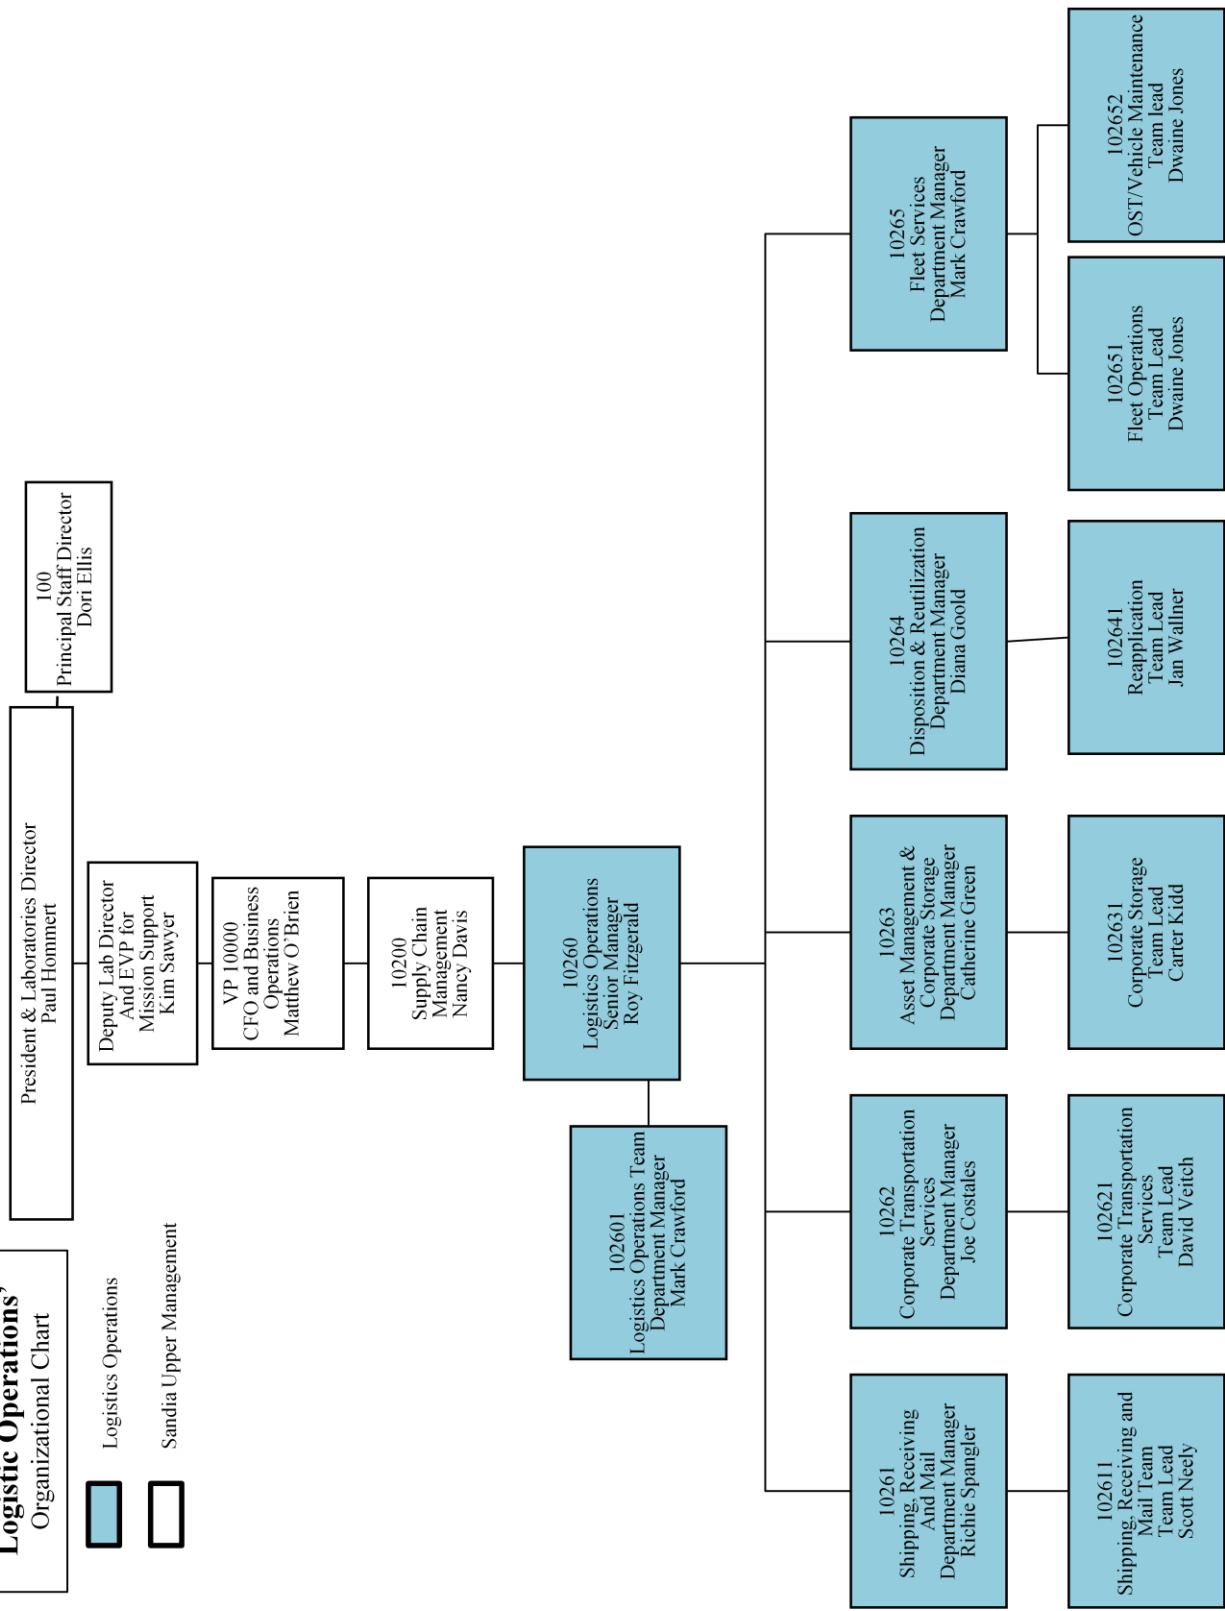 Logistic Operations'
Organizational Chart
Logistics Operations
Sandia Upper Management
President & Laboratories Director
Paul Hommert
100
Principal Staff Director
Dori Ellis
Deputy Lab Director
And EVP for
Mission Support
Kim Sawyer
VP 10000
CFO and Business
Operations
Matthew O'Brien
10200
Supply Chain
Management
Nancy Davis
10260
Logistics Operations
Senior Manager
Roy Fitzgerald
102601
Logistics Operations Team
Department Manager
Mark Crawford
10261
Shipping, Receiving
And Mail
Department Manager
Richie Spangler
10262
Corporate Transportation
Services
Department Manager
Joe Costales
10263
Asset Management &
Corporate Storage
Department Manager
Catherine Green
10264
Disposition & Reutilization
Department Manager
Diana Goold
10265
Fleet Services
Department Manager
Mark Crawford
102611
Shipping, Receiving and
Mail Team
Team Lead
Scott Neely
102621
Corporate Transportation
Services
Team Lead
David Veitch
102631
Corporate Storage
Team Lead
Carter Kidd
102641
Reapplication
Team Lead
Jan Wallner
102651
Fleet Operations
Team Lead
Dwaine Jones
102652
OST/Vehicle Maintenance
Team lead
Dwaine Jones